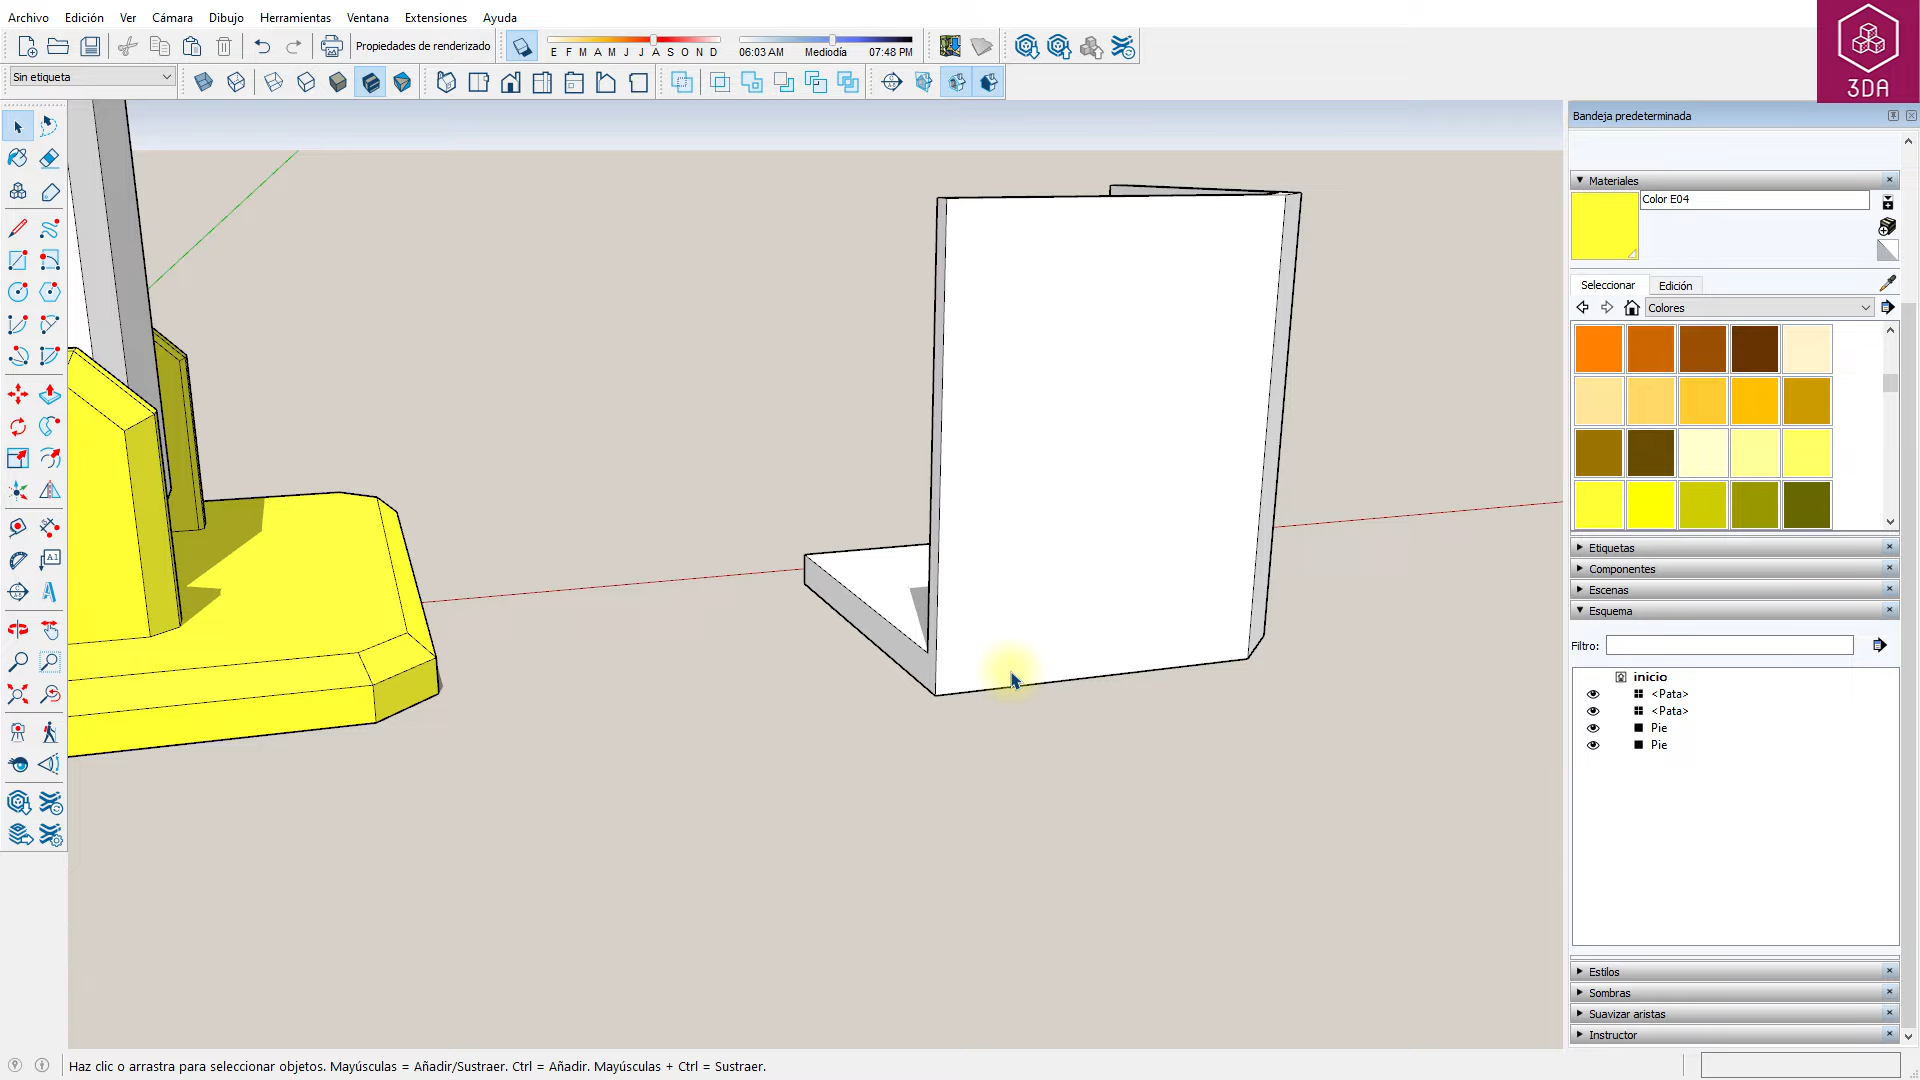 Archivo Edición Ver Cámara Dibujo Herramientas Ventana Extensiones Ayuda
Propiedades de renderizado
E F M A M J J A S O N D
06:03 AM Mediodía 07:48 PM
3DA
Sin etiqueta
Bandeja predeterminada
Materiales
Color E04
Seleccionar Edición
Colores
Etiquetas
Componentes
Escenas
Esquema
Filtro:
inicio
<Pata>
<Pata>
Pie
Pie
Estilos
Sombras
Suavizar aristas
Instructor
A1
A
Haz clic o arrastra para seleccionar objetos. Mayúsculas = Añadir/Sustraer. Ctrl = Añadir. Mayúsculas + Ctrl = Sustraer.